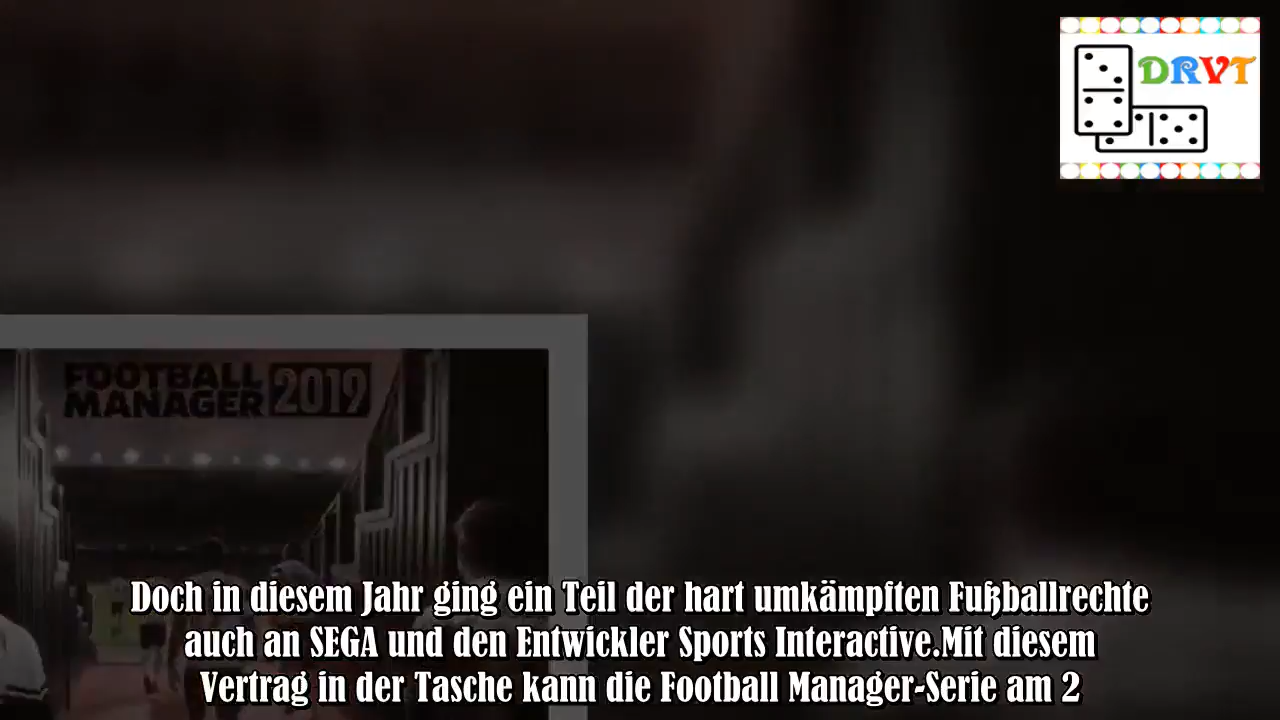 DRVT
FOOTBALL
MANAGER 2019
Doch in diesem Jahr ging ein Teil der hart umkämpften Fußballrechte
auch an SEGA und den Entwickler Sports Interactive.Mit diesem
Vertrag in der Tasche kann die Football Manager-Serie am 2